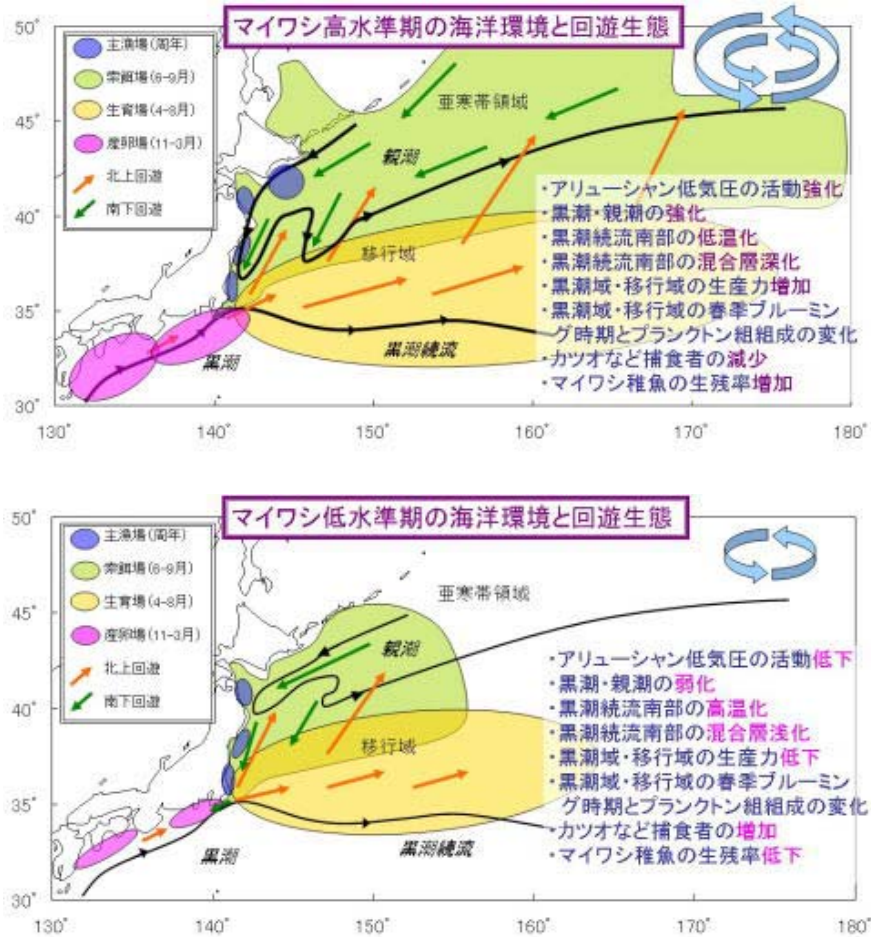 マイワシ高水準期の海洋環境と回遊生態
50°
45°
40°
35°
30°
主漁場(周年)
索餌場(6-9月)
生育場(4-8月)
産卵場(11-3月)
北上回遊
南下回遊
亜寒帯領域
親潮
移行域
黒潮
黒潮続流
・アリューシャン低気圧の活動強化
・黒潮・親潮の強化
・黒潮続流南部の低温化
・黒潮続流南部の混合層深化
・黒潮域・移行域の生産力増加
・黒潮域・移行域の春季ブルーミン
グ時期とプランクトン組組成の変化
・カツオなど捕食者の減少
・マイワシ稚魚の生残率増加
130° 140° 150° 160° 170° 180°
マイワシ低水準期の海洋環境と回遊生態
50°
45°
40°
35°
30°
主漁場(周年)
索餌場(6-9月)
生育場(4-8月)
産卵場(11-3月)
北上回遊
南下回遊
亜寒帯領域
親潮
移行域
黒潮
黒潮続流
・アリューシャン低気圧の活動低下
・黒潮・親潮の弱化
・黒潮続流南部の高温化
・黒潮続流南部の混合層浅化
・黒潮域・移行域の生産力低下
・黒潮域・移行域の春季ブルーミン
グ時期とプランクトン組組成の変化
・カツオなど捕食者の増加
・マイワシ稚魚の生残率低下
130° 140° 150° 160° 170° 180°